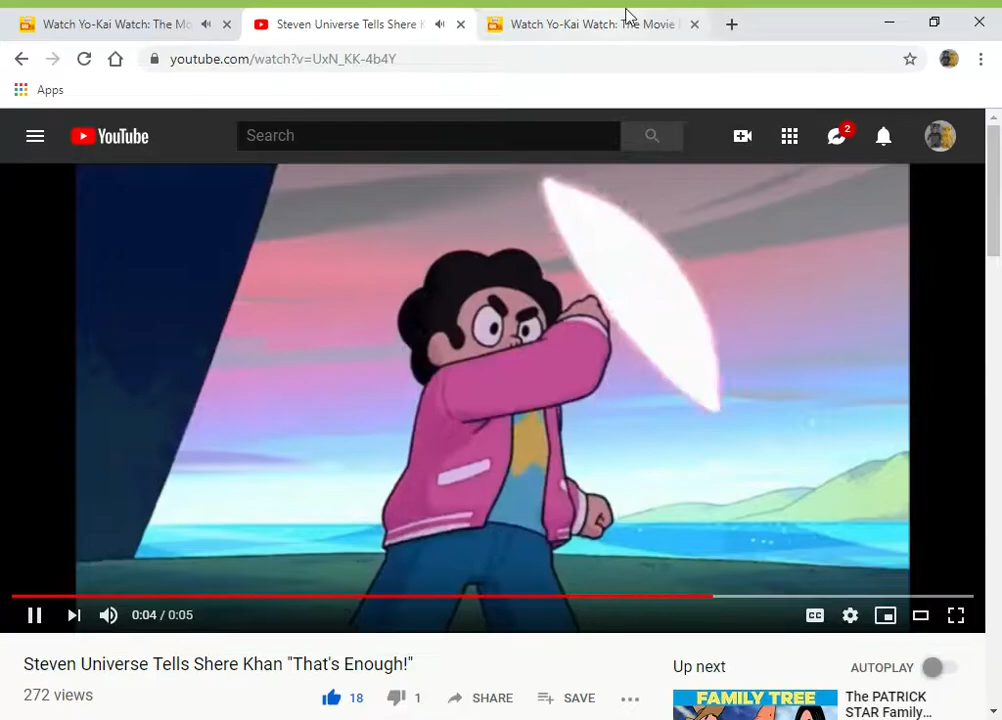 Watch Yo-Kai Watch: The Mo
Steven Universe Tells Shere K
Watch Yo-Kai Watch: The Movie
youtube.com/watch?v=UxN_KK-4b4Y
Apps
YouTube
Search
2
0:04 / 0:05
CC
Steven Universe Tells Shere Khan "That's Enough!"
272 views
18
1
SHARE
SAVE
Up next
AUTOPLAY
FAMILY TREE
The PATRICK
STAR Family...